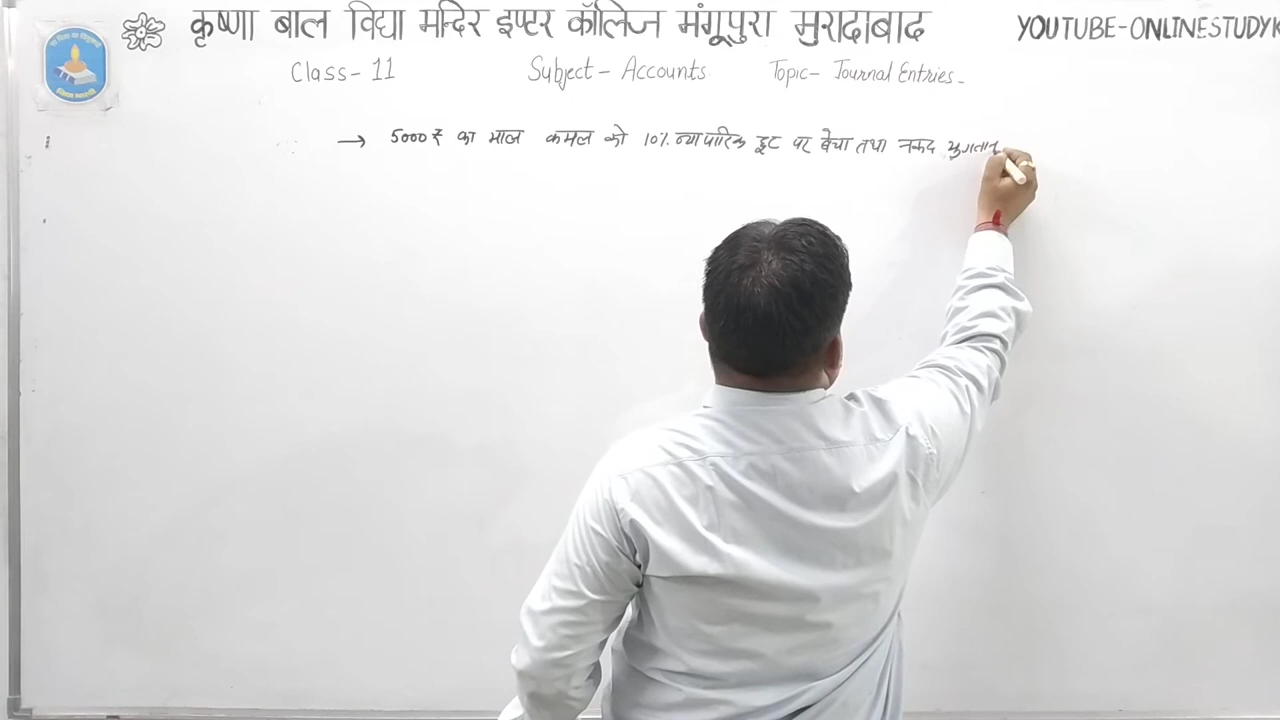 कृष्णा बाल विद्या मन्दिर इण्टर कॉलिज मंगूपुरा मुरादाबाद
YOUTUBE-ONLINESTUDYK
Class-11 Subject-Accounts Topic-Journal Entries-
→ 5000₹ का माल कमल को 10% व्यापारिक छूट पर बेचा तथा नकद भुगतान